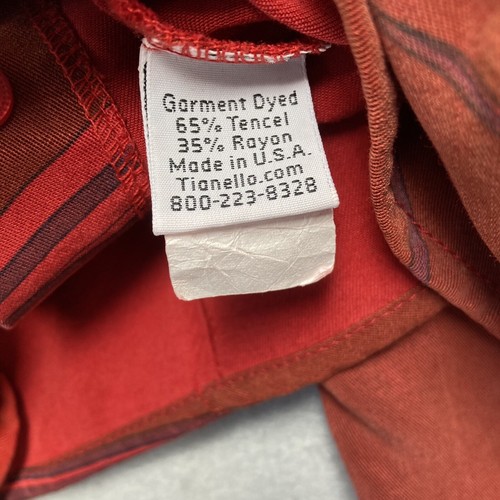 Garment Dyed
65% Tencel
35% Rayon
Made in U.S.A.
Tianello.com
800-223-8328